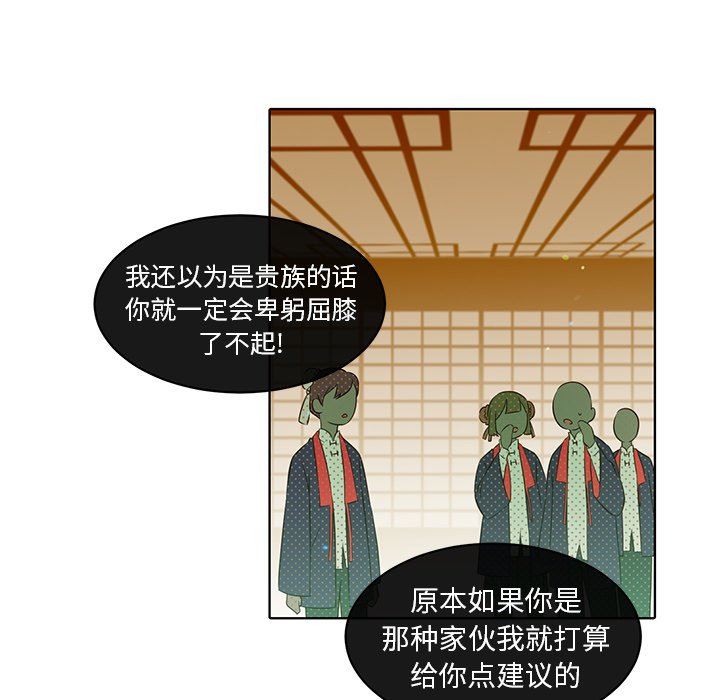 我还以为是贵族的话
你就一定会卑躬屈膝
了不起!
原本如果你是
那种家伙我就打算
给你点建议的